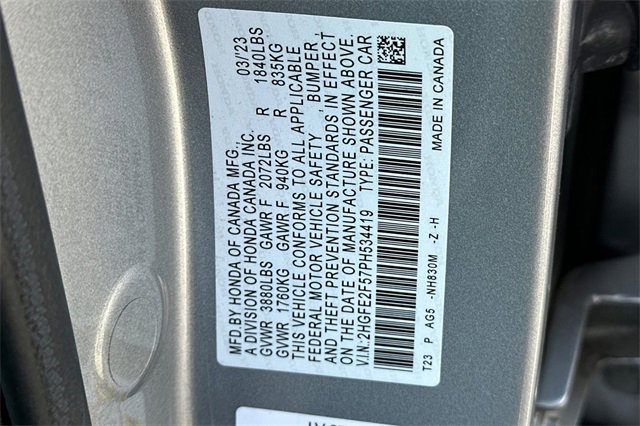 MFD.BY HONDA OF CANADA MFG., 03/23
A DIVISION OF HONDA CANADA INC.
GVWR 3880LBS GAWR F 2072LBS R 1840LBS
GVWR 1760KG GAWR F 940KG R 835KG
THIS VEHICLE CONFORMS TO ALL APPLICABLE
FEDERAL MOTOR VEHICLE SAFETY , BUMPER ,
AND THEFT PREVENTION STANDARDS IN EFFECT
ON THE DATE OF MANUFACTURE SHOWN ABOVE.
V.I.N: 2HGFE2F57PH534419 TYPE: PASSENGER CAR
T23 P AG5 -NH830M -Z -H MADE IN CANADA